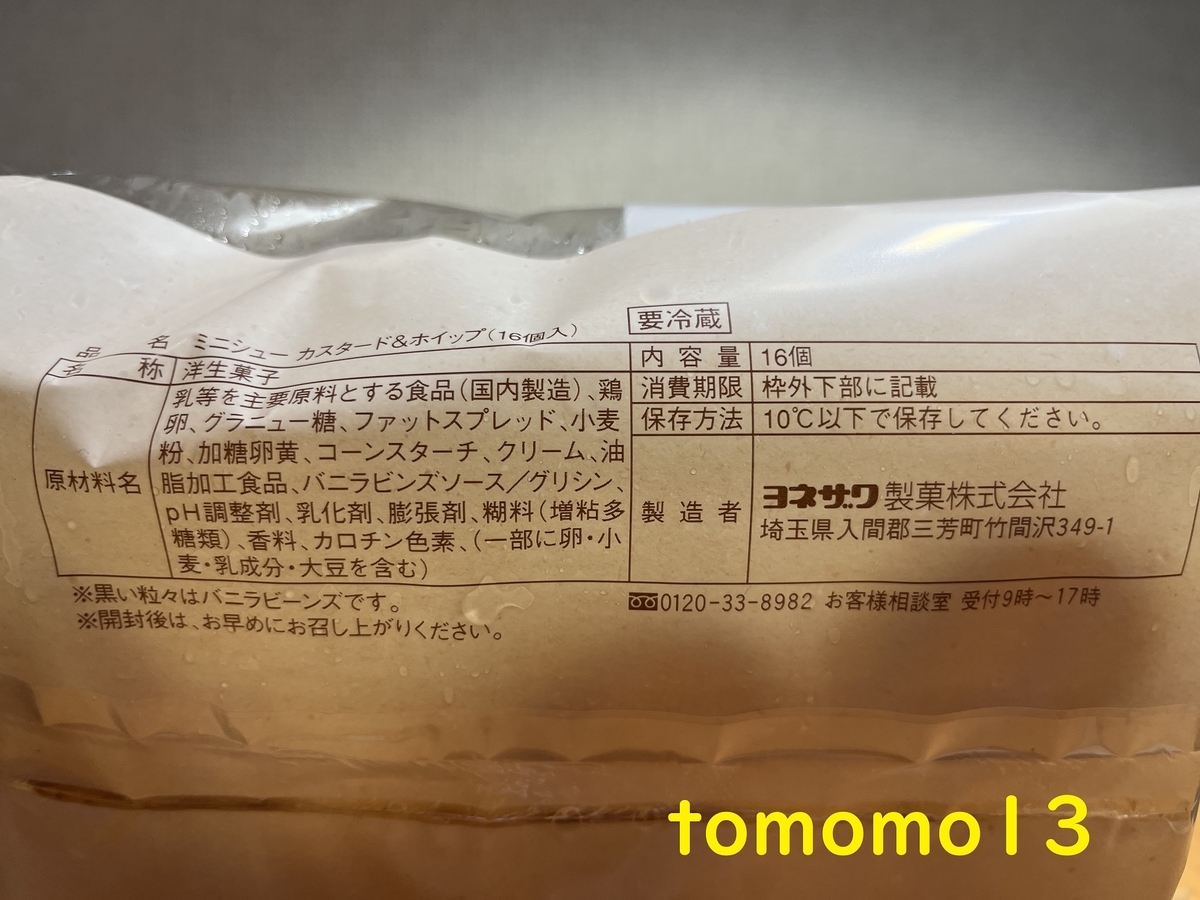 要冷蔵
品名 ミニシュー カスタード&ホイップ(16個入)
名称 洋生菓子
原材料名 乳等を主要原料とする食品(国内製造)、鶏
卵、グラニュー糖、ファットスプレッド、小麦
粉、加糖卵黄、コーンスターチ、クリーム、油
脂加工食品、バニラビンズソース/グリシン、
pH調整剤、乳化剤、膨張剤、糊料(増粘多
糖類)、香料、カロチン色素、(一部に卵・小
麦・乳成分・大豆を含む)
内容量 16個
消費期限 枠外下部に記載
保存方法 10℃以下で保存してください。
製造者 ヨネザワ製菓株式会社
埼玉県入間郡三芳町竹間沢349-1
※黒い粒々はバニラビーンズです。
※開封後は、お早めにお召し上がりください。
0120-33-8982 お客様相談室 受付9時～17時
tomomo13